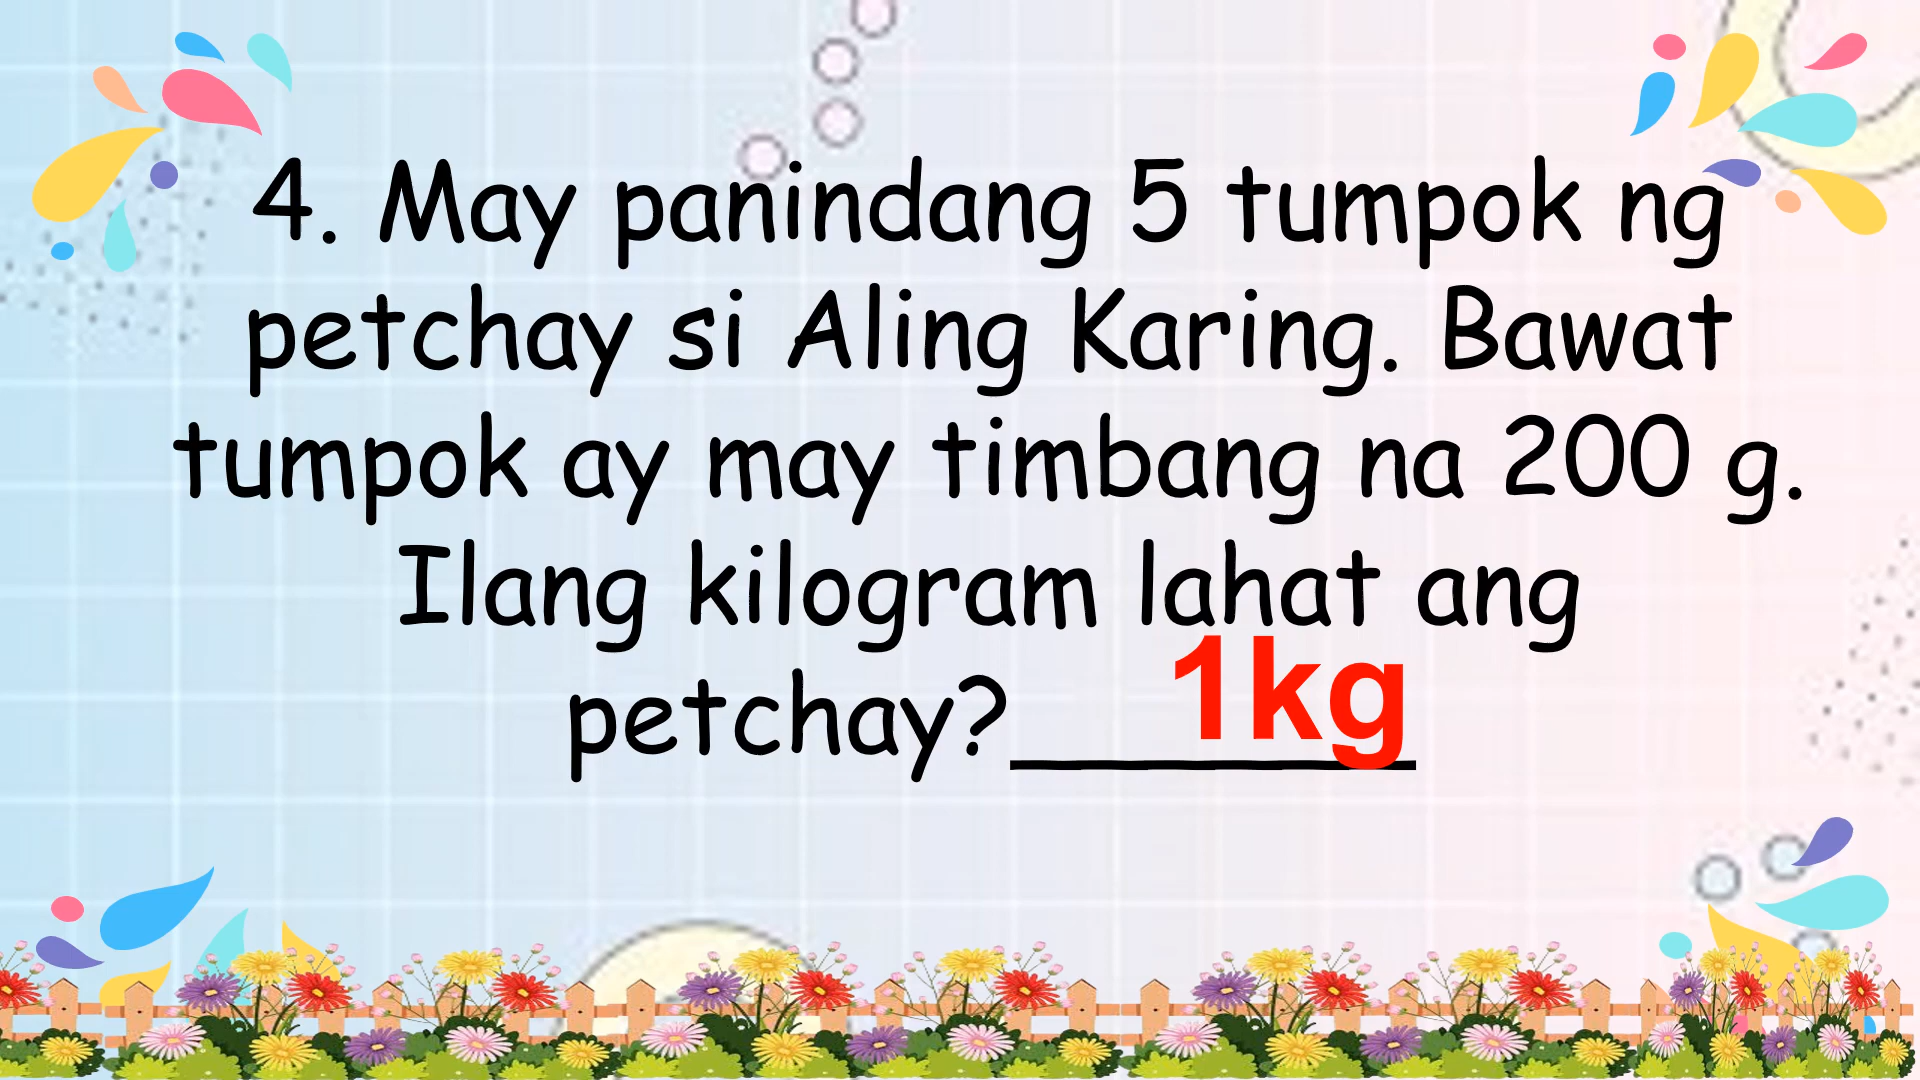 4. May panindang 5 tumpok ng
petchay si Aling Karing. Bawat
tumpok ay may timbang na 200 g.
Ilang kilogram lahat ang
petchay?________ 1kg